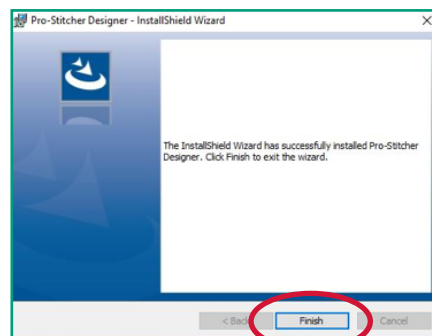 Pro-Stitcher Designer - InstallShield Wizard
The InstallShield Wizard has successfully installed Pro-Stitcher
Designer. Click Finish to exit the wizard.
< Back Finish Cancel